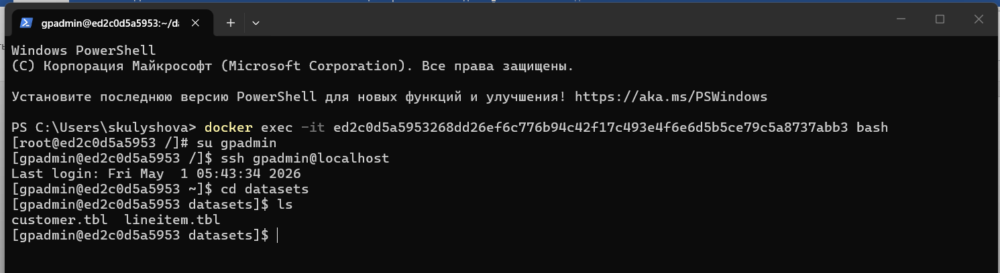 gpadmin@ed2c0d5a5953:~/da
Windows PowerShell
(C) Корпорация Майкрософт (Microsoft Corporation). Все права защищены.
Установите последнюю версию PowerShell для новых функций и улучшения! https://aka.ms/PSWindows
PS C:\Users\skulyshova> docker exec -it ed2c0d5a5953268dd26ef6c776b94c42f17c493e4f6e6d5b5ce79c5a8737abb3 bash
[root@ed2c0d5a5953 /]# su gpadmin
[gpadmin@ed2c0d5a5953 /]$ ssh gpadmin@localhost
Last login: Fri May  1 05:43:34 2026
[gpadmin@ed2c0d5a5953 ~]$ cd datasets
[gpadmin@ed2c0d5a5953 datasets]$ ls
customer.tbl  lineitem.tbl
[gpadmin@ed2c0d5a5953 datasets]$